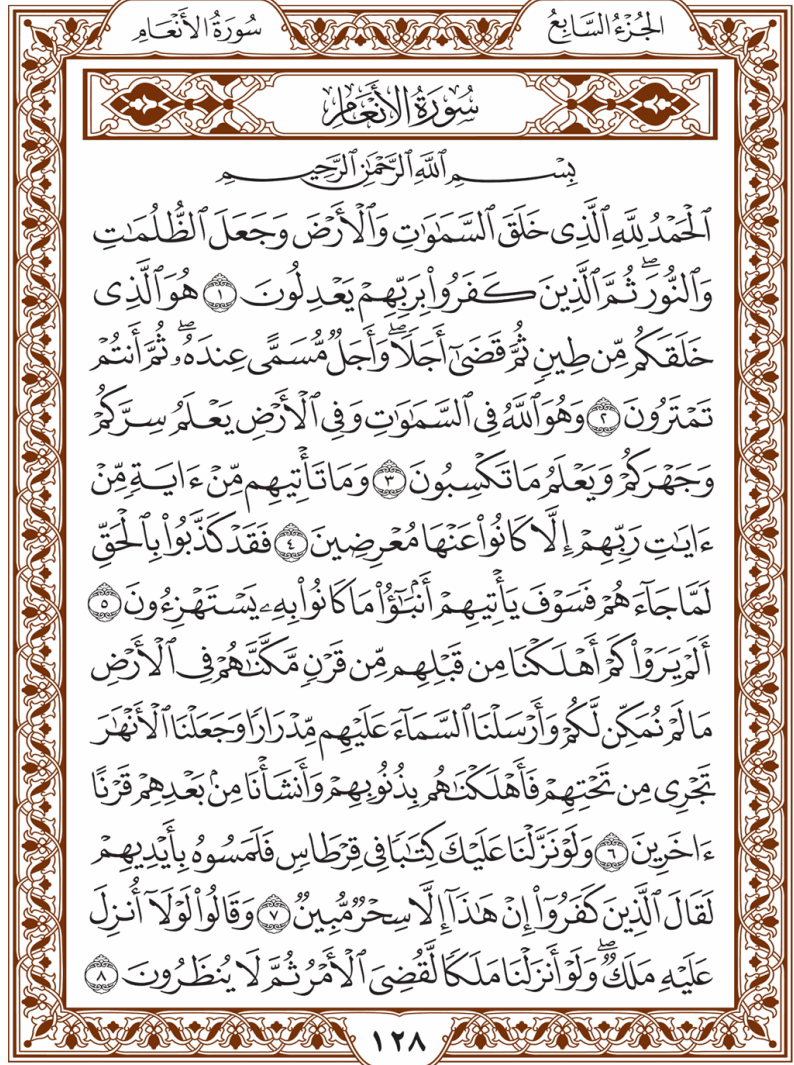 سُورَةُ الأَنْعَامِ
الجُزْءُ السَّابِعُ
سُورَةُ الأَنْعَامِ
بِسْمِ ٱللَّهِ ٱلرَّحْمَٰنِ ٱلرَّحِيمِ
ٱلْحَمْدُ لِلَّهِ ٱلَّذِى خَلَقَ ٱلسَّمَٰوَٰتِ وَٱلْأَرْضَ وَجَعَلَ ٱلظُّلُمَٰتِ
وَٱلنُّورَۖ ثُمَّ ٱلَّذِينَ كَفَرُوا۟ بِرَبِّهِمْ يَعْدِلُونَ ١ هُوَ ٱلَّذِى
خَلَقَكُم مِّن طِينٍ ثُمَّ قَضَىٰٓ أَجَلًاۖ وَأَجَلٌ مُّسَمًّى عِندَهُۥۖ ثُمَّ أَنتُمْ
تَمْتَرُونَ ٢ وَهُوَ ٱللَّهُ فِى ٱلسَّمَٰوَٰتِ وَفِى ٱلْأَرْضِ يَعْلَمُ سِرَّكُمْ
وَجَهْرَكُمْ وَيَعْلَمُ مَا تَكْسِبُونَ ٣ وَمَا تَأْتِيهِم مِّنْ ءَايَةٍ مِّنْ
ءَايَٰتِ رَبِّهِمْ إِلَّا كَانُوا۟ عَنْهَا مُعْرِضِينَ ٤ فَقَدْ كَذَّبُوا۟ بِٱلْحَقِّ
لَمَّا جَآءَهُمْ فَسَوْفَ يَأْتِيهِمْ أَنۢبَٰٓؤُا۟ مَا كَانُوا۟ بِهِۦ يَسْتَهْزِءُونَ ٥
أَلَمْ يَرَوْا۟ كَمْ أَهْلَكْنَا مِن قَبْلِهِم مِّن قَرْنٍ مَّكَّنَّٰهُمْ فِى ٱلْأَرْضِ
مَا لَمْ نُمَكِّن لَّكُمْ وَأَرْسَلْنَا ٱلسَّمَآءَ عَلَيْهِم مِّدْرَارًا وَجَعَلْنَا ٱلْأَنْهَٰرَ
تَجْرِى مِن تَحْتِهِمْ فَأَهْلَكْنَٰهُم بِذُنُوبِهِمْ وَأَنشَأْنَا مِنۢ بَعْدِهِمْ قَرْنًا
ءَاخَرِينَ ٦ وَلَوْ نَزَّلْنَا عَلَيْكَ كِتَٰبًا فِى قِرْطَاسٍ فَلَمَسُوهُ بِأَيْدِيهِمْ
لَقَالَ ٱلَّذِينَ كَفَرُوٓا۟ إِنْ هَٰذَآ إِلَّا سِحْرٌ مُّبِينٌ ٧ وَقَالُوا۟ لَوْلَآ أُنزِلَ
عَلَيْهِ مَلَكٌۖ وَلَوْ أَنزَلْنَا مَلَكًا لَّقُضِىَ ٱلْأَمْرُ ثُمَّ لَا يُنظَرُونَ ٨
١٢٨